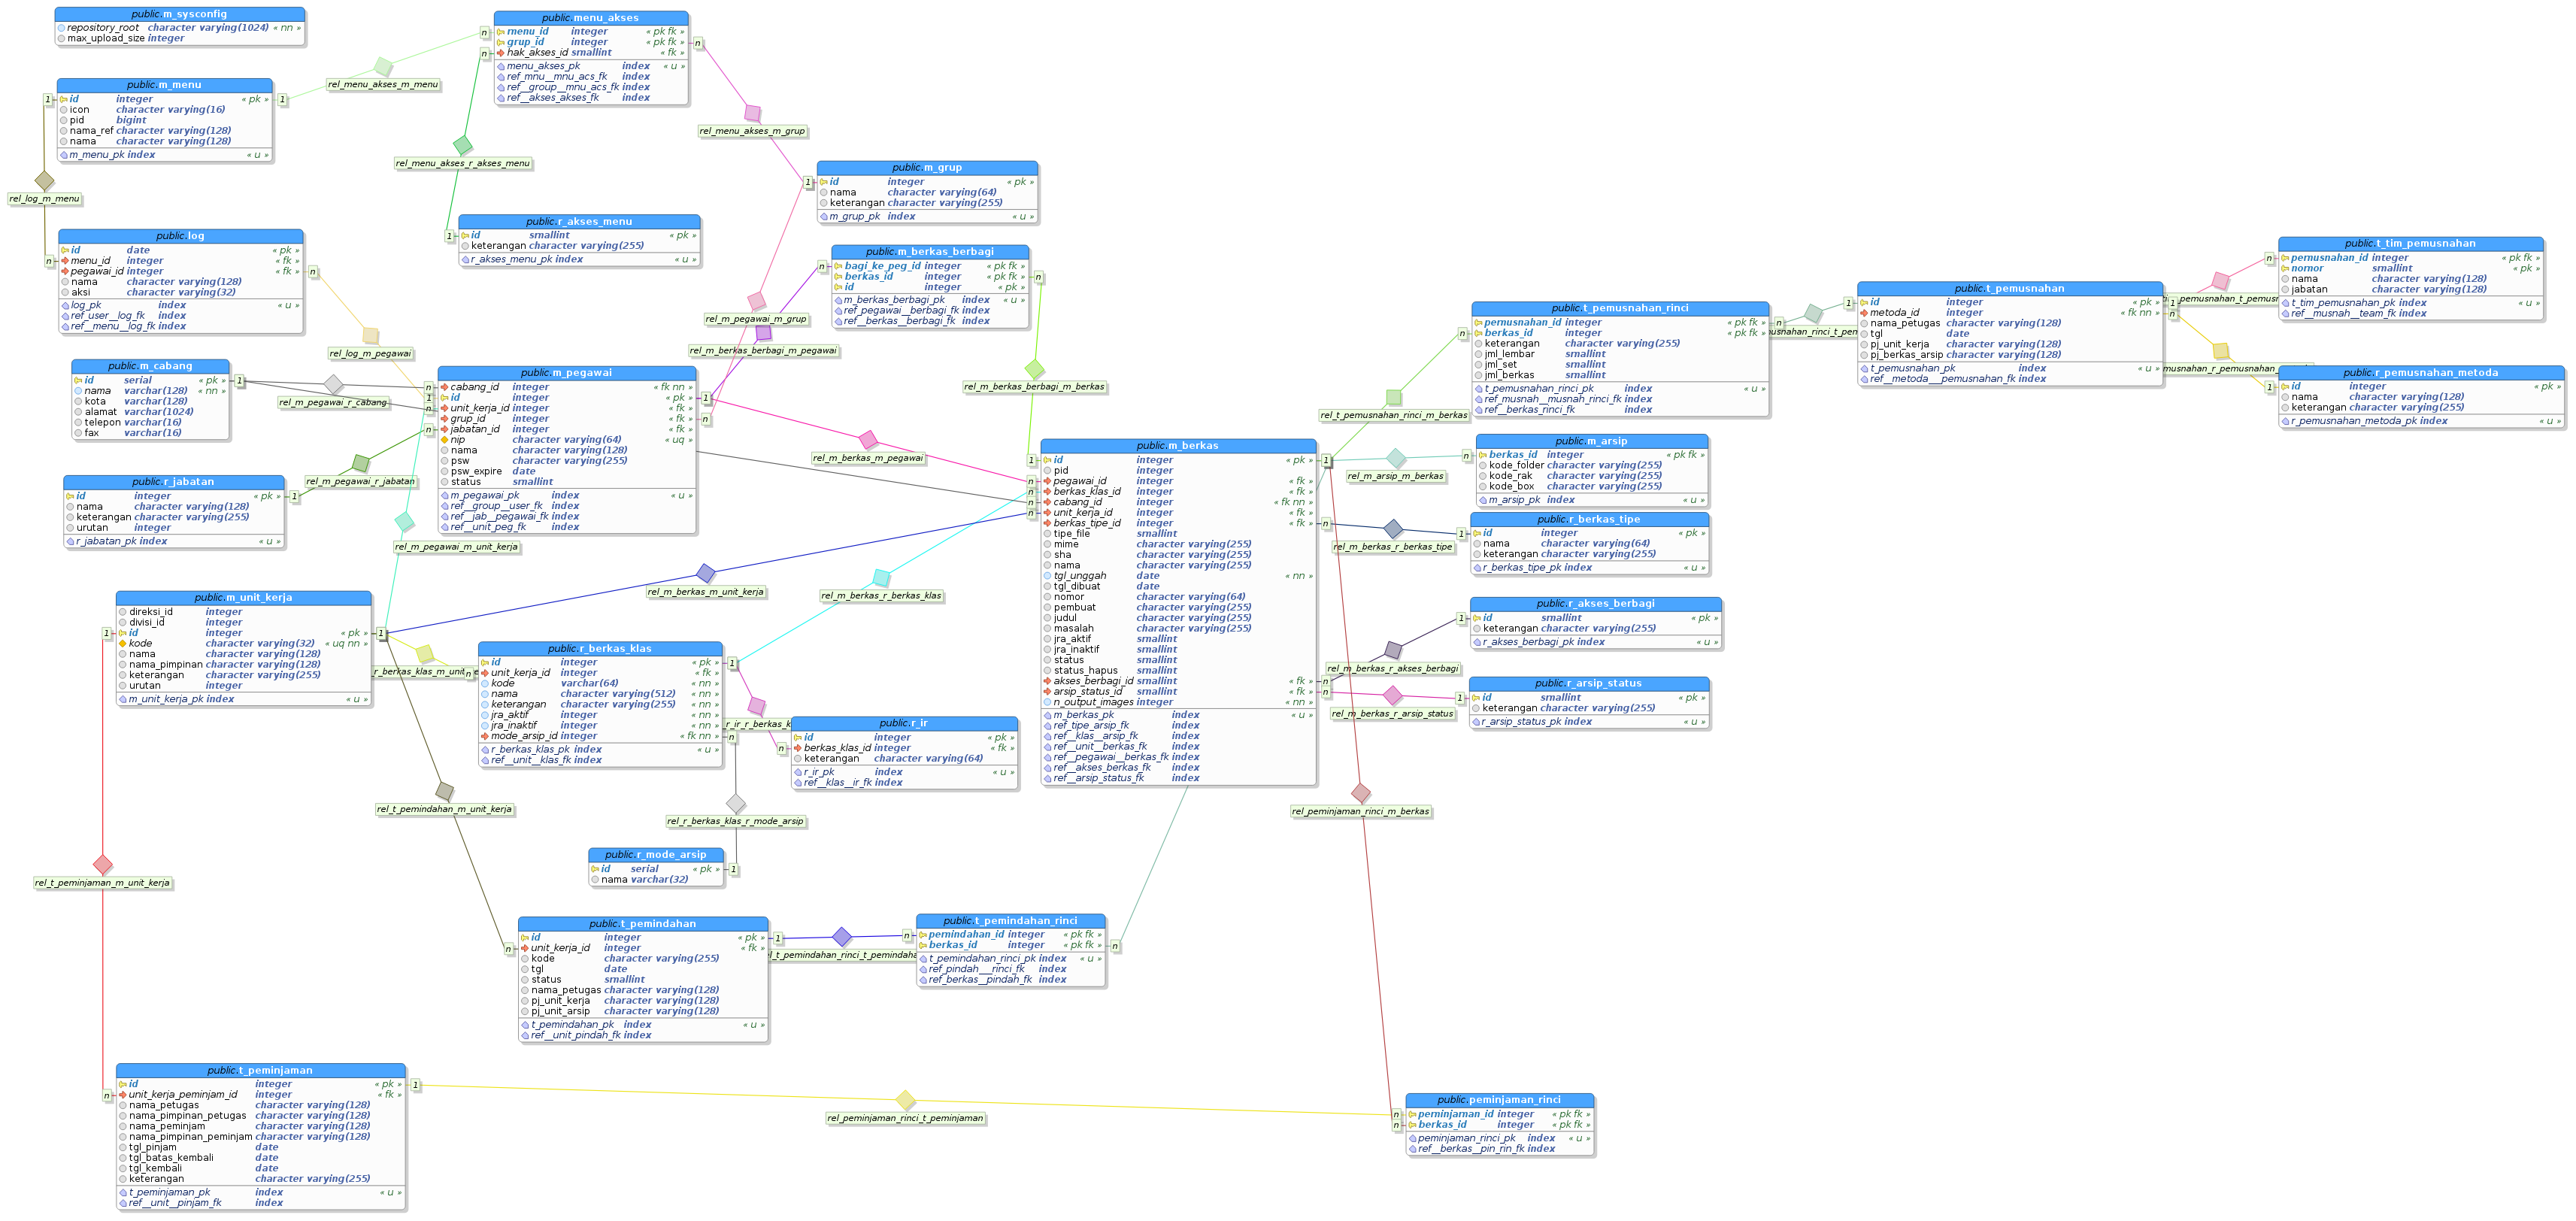 public.m_sysconfig
repository_root character varying(1024) « nn »
max_upload_size integer
public.menu_akses
menu_id integer « pk fk »
grup_id integer « pk fk »
hak_akses_id smallint « fk »
menu_akses_pk index « u »
ref_mnu__mnu_acs_fk index
ref__group__mnu_acs_fk index
ref__akses_akses_fk index
rel_menu_akses_m_menu
public.m_menu
id integer « pk »
icon character varying(16)
pid bigint
nama_ref character varying(128)
nama character varying(128)
m_menu_pk index « u »
rel_menu_akses_m_grup
rel_menu_akses_r_akses_menu
rel_log_m_menu
public.m_grup
id integer « pk »
nama character varying(64)
keterangan character varying(255)
m_grup_pk index « u »
public.r_akses_menu
id smallint « pk »
keterangan character varying(255)
r_akses_menu_pk index « u »
public.log
id date « pk »
menu_id integer « fk »
pegawai_id integer « fk »
nama character varying(128)
aksi character varying(32)
log_pk index « u »
ref_user__log_fk index
ref__menu__log_fk index
public.m_berkas_berbagi
bagi_ke_peg_id integer « pk fk »
berkas_id integer « pk fk »
id integer « pk »
m_berkas_berbagi_pk index « u »
ref_pegawai__berbagi_fk index
ref__berkas__berbagi_fk index
rel_m_pegawai_m_grup
rel_log_m_pegawai
rel_m_berkas_berbagi_m_pegawai
rel_m_berkas_berbagi_m_berkas
public.m_cabang
id serial « pk »
nama varchar(128) « nn »
kota varchar(128)
alamat varchar(1024)
telepon varchar(16)
fax varchar(16)
rel_m_pegawai_r_cabang
public.m_pegawai
cabang_id integer « fk nn »
id integer « pk »
unit_kerja_id integer « fk »
grup_id integer « fk »
jabatan_id integer « fk »
nip character varying(64) « uq »
nama character varying(128)
psw character varying(255)
psw_expire date
status smallint
m_pegawai_pk index « u »
ref__group__user_fk index
ref__jab__pegawai_fk index
ref__unit_peg_fk index
rel_m_berkas_m_pegawai
rel_m_pegawai_r_jabatan
public.r_jabatan
id integer « pk »
nama character varying(128)
keterangan character varying(255)
urutan integer
r_jabatan_pk index « u »
rel_m_pegawai_m_unit_kerja
public.t_tim_pemusnahan
pemusnahan_id integer « pk fk »
nomor smallint « pk »
nama character varying(128)
jabatan character varying(128)
t_tim_pemusnahan_pk index « u »
ref__musnah__team_fk index
public.t_pemusnahan
id integer « pk »
metoda_id integer « fk nn »
nama_petugas character varying(128)
tgl date
pj_unit_kerja character varying(128)
pj_berkas_arsip character varying(128)
t_pemusnahan_pk index « u »
ref__metoda___pemusnahan_fk index
public.t_pemusnahan_rinci
pemusnahan_id integer « pk fk »
berkas_id integer « pk fk »
keterangan character varying(255)
jml_lembar smallint
jml_set smallint
jml_berkas smallint
t_pemusnahan_rinci_pk index « u »
ref_musnah__musnah_rinci_fk index
ref__berkas_rinci_fk index
public.r_pemusnahan_metoda
id integer « pk »
nama character varying(128)
keterangan character varying(255)
r_pemusnahan_metoda_pk index « u »
rel_t_pemusnahan_rinci_m_berkas
public.m_berkas
id integer « pk »
pid integer
pegawai_id integer « fk »
berkas_klas_id integer « fk »
cabang_id integer « fk nn »
unit_kerja_id integer « fk »
berkas_tipe_id integer « fk »
tipe_file smallint
mime character varying(255)
sha character varying(255)
nama character varying(255)
tgl_unggah date « nn »
tgl_dibuat date
nomor character varying(64)
pembuat character varying(255)
judul character varying(255)
masalah character varying(255)
jra_aktif smallint
jra_inaktif smallint
status smallint
status_hapus smallint
akses_berbagi_id smallint « fk »
arsip_status_id smallint « fk »
n_output_images integer « nn »
m_berkas_pk index « u »
ref_tipe_arsip_fk index
ref__klas__arsip_fk index
ref__unit__berkas_fk index
ref__pegawai__berkas_fk index
ref__akses_berkas_fk index
ref__arsip_status_fk index
public.m_arsip
berkas_id integer « pk fk »
kode_folder character varying(255)
kode_rak character varying(255)
kode_box character varying(255)
m_arsip_pk index « u »
rel_m_arsip_m_berkas
public.r_berkas_tipe
id integer « pk »
nama character varying(64)
keterangan character varying(255)
r_berkas_tipe_pk index « u »
rel_m_berkas_r_berkas_tipe
public.r_akses_berbagi
id smallint « pk »
keterangan character varying(255)
r_akses_berbagi_pk index « u »
rel_m_berkas_r_akses_berbagi
public.r_arsip_status
id smallint « pk »
keterangan character varying(255)
r_arsip_status_pk index « u »
rel_m_berkas_r_arsip_status
rel_m_berkas_m_unit_kerja
rel_m_berkas_r_berkas_klas
public.m_unit_kerja
direksi_id integer
divisi_id integer
id integer « pk »
kode character varying(32) « uq nn »
nama character varying(128)
nama_pimpinan character varying(128)
keterangan character varying(255)
urutan integer
m_unit_kerja_pk index « u »
public.r_berkas_klas
id integer « pk »
unit_kerja_id integer « fk »
kode varchar(64) « nn »
nama character varying(512) « nn »
keterangan character varying(255) « nn »
jra_aktif integer « nn »
jra_inaktif integer « nn »
mode_arsip_id integer « fk nn »
r_berkas_klas_pk index « u »
ref__unit__klas_fk index
public.r_ir
id integer « pk »
berkas_klas_id integer « fk »
keterangan character varying(64)
r_ir_pk index « u »
ref__klas__ir_fk index
rel_t_pemindahan_m_unit_kerja
rel_r_berkas_klas_r_mode_arsip
rel_peminjaman_rinci_m_berkas
public.r_mode_arsip
id serial « pk »
nama varchar(32)
rel_t_peminjaman_m_unit_kerja
public.t_pemindahan
id integer « pk »
unit_kerja_id integer « fk »
kode character varying(255)
tgl date
status smallint
nama_petugas character varying(128)
pj_unit_kerja character varying(128)
pj_unit_arsip character varying(128)
t_pemindahan_pk index « u »
ref__unit_pindah_fk index
public.t_pemindahan_rinci
pemindahan_id integer « pk fk »
berkas_id integer « pk fk »
t_pemindahan_rinci_pk index « u »
ref_pindah___rinci_fk index
ref_berkas__pindah_fk index
public.t_peminjaman
id integer « pk »
unit_kerja_peminjam_id integer « fk »
nama_petugas character varying(128)
nama_pimpinan_petugas character varying(128)
nama_peminjam character varying(128)
nama_pimpinan_peminjam character varying(128)
tgl_pinjam date
tgl_batas_kembali date
tgl_kembali date
keterangan character varying(255)
t_peminjaman_pk index « u »
ref__unit__pinjam_fk index
rel_peminjaman_rinci_t_peminjaman
public.peminjaman_rinci
peminjaman_id integer « pk fk »
berkas_id integer « pk fk »
peminjaman_rinci_pk index « u »
ref__berkas__pin_rin_fk index